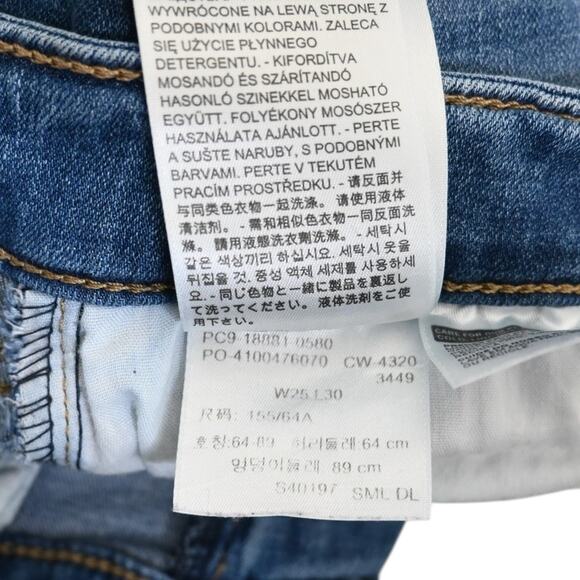 WYWRÓCONE NA LEWĄ STRONĘ Z
PODOBNYMI KOLORAMI. ZALECA
SIĘ UŻYCIE PŁYNNEGO
DETERGENTU. - KIFORDÍTVA
MOSANDÓ ÉS SZÁRÍTANDÓ
HASONLÓ SZINEKKEL MOSHATÓ
EGYÜTT. FOLYÉKONY MOSÓSZER
HASZNÁLATA AJÁNLOTT. - PERTE
A SUŠTE NARUBY, S PODOBNÝMI
BARVAMI. PERTE V TEKUTÉM
PRACÍM PROSTŘEDKU. - 请反面并
与同类色衣物一起洗涤。请使用液体
清洁剂。- 需和相似色衣物一同反面洗
滌。請用液態洗衣劑洗滌。- 세탁시
같은 색상끼리 하십시요. 세탁시 옷을
뒤집을 것. 중성 액체 세제를 사용하세
요. - 同じ色物と一緒に製品を裏返し
て洗ってください。液体洗剤をご使
用下さい。
PC9-18881-0580
PO-4100476070 CW-4320
3449
W25 L30
尺码: 155/64A
호칭:64-89 허리둘레:64 cm
엉덩이둘레: 89 cm
S40197 SML DL
CARE FOR